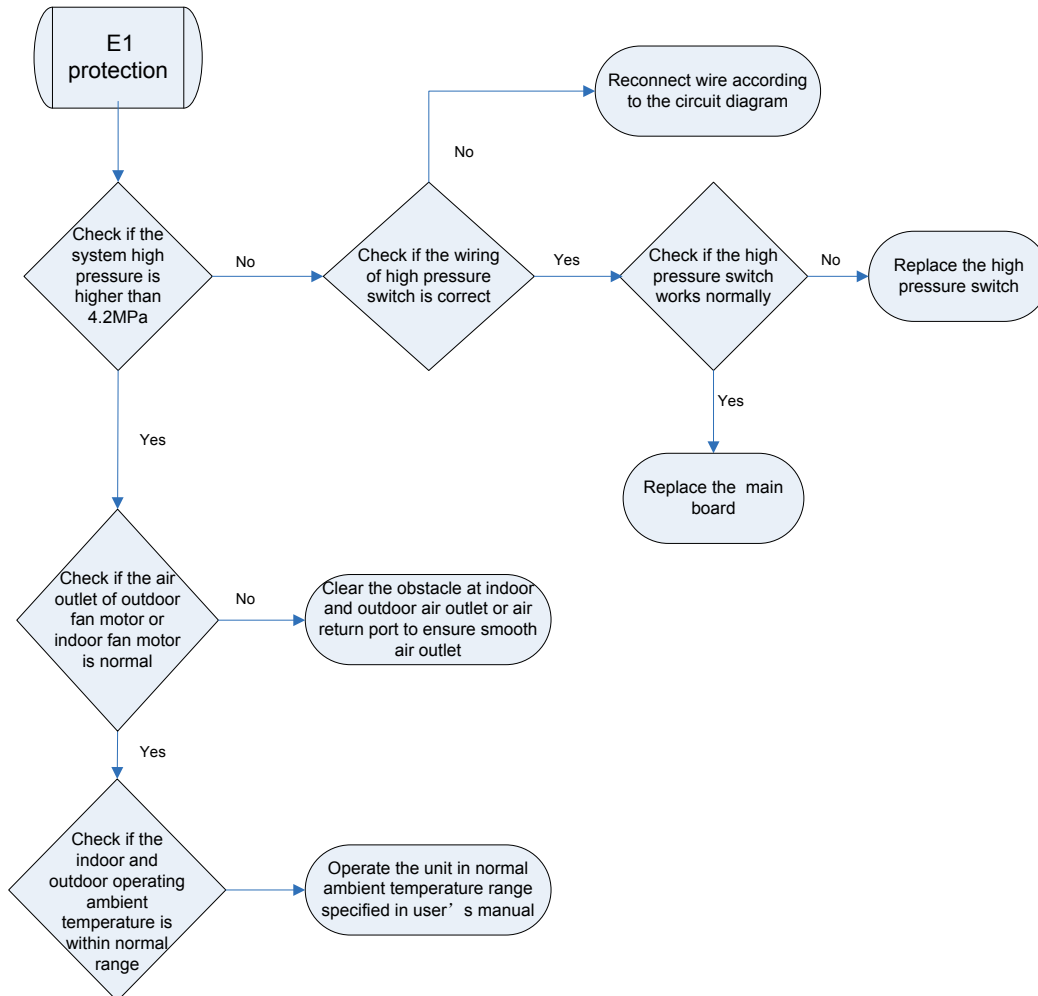 E1
protection
Reconnect wire according
to the circuit diagram
No
Check if the
system high
pressure is
higher than
4.2MPa
No
Check if the wiring
of high pressure
switch is correct
Yes
Check if the high
pressure switch
works normally
No
Replace the high
pressure switch
Yes
Yes
Replace the main
board
Check if the air
outlet of outdoor
fan motor or
indoor fan motor
is normal
No
Clear the obstacle at indoor
and outdoor air outlet or air
return port to ensure smooth
air outlet
Yes
Check if the
indoor and
outdoor operating
ambient
temperature is
within normal
range
Operate the unit in normal
ambient temperature range
specified in user’s manual